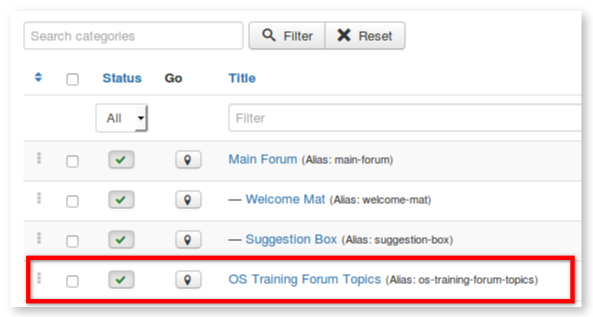 Search categories Filter Reset
Status Go Title
All Filter
Main Forum (Alias: main-forum)
— Welcome Mat (Alias: welcome-mat)
— Suggestion Box (Alias: suggestion-box)
OS Training Forum Topics (Alias: os-training-forum-topics)